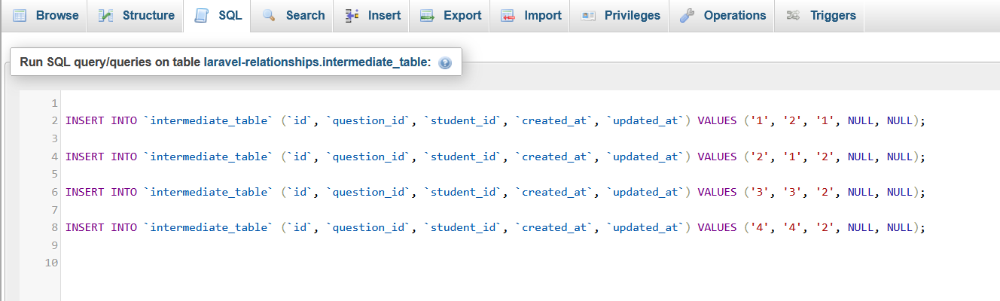 Browse Structure SQL Search Insert Export Import Privileges Operations Triggers
Run SQL query/queries on table laravel-relationships.intermediate_table:
1
2 INSERT INTO `intermediate_table` (`id`, `question_id`, `student_id`, `created_at`, `updated_at`) VALUES ('1', '2', '1', NULL, NULL);
3
4 INSERT INTO `intermediate_table` (`id`, `question_id`, `student_id`, `created_at`, `updated_at`) VALUES ('2', '1', '2', NULL, NULL);
5
6 INSERT INTO `intermediate_table` (`id`, `question_id`, `student_id`, `created_at`, `updated_at`) VALUES ('3', '3', '2', NULL, NULL);
7
8 INSERT INTO `intermediate_table` (`id`, `question_id`, `student_id`, `created_at`, `updated_at`) VALUES ('4', '4', '2', NULL, NULL);
9
10